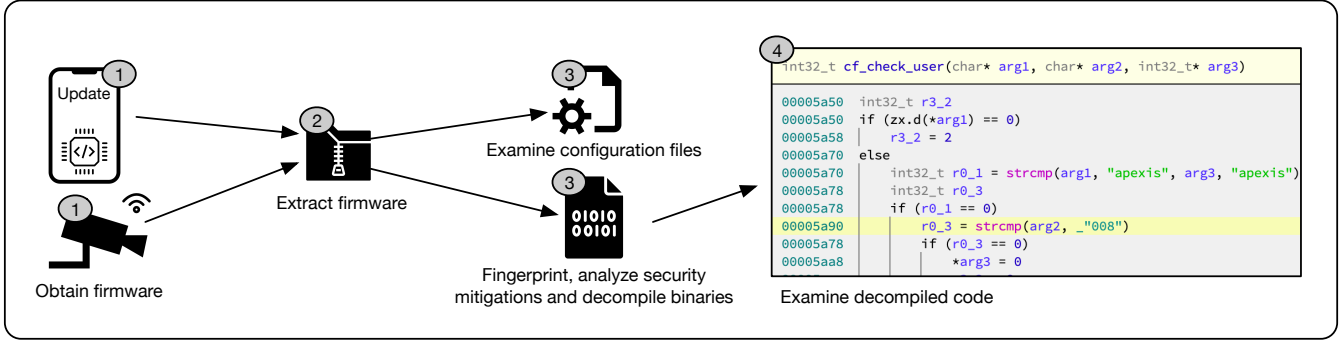 1
Update
</>
1
Obtain firmware
2
Extract firmware
3
Examine configuration files
3
01010
00101
Fingerprint, analyze security
mitigations and decompile binaries
4
int32_t cf_check_user(char* arg1, char* arg2, int32_t* arg3)
00005a50 int32_t r3_2
00005a50 if (zx.d(*arg1) == 0)
00005a58 r3_2 = 2
00005a70 else
00005a70 int32_t r0_1 = strcmp(arg1, "apexis", arg3, "apexis")
00005a78 int32_t r0_3
00005a78 if (r0_1 == 0)
00005a90 r0_3 = strcmp(arg2, _"008")
00005a78 if (r0_3 == 0)
00005aa8 *arg3 = 0
Examine decompiled code